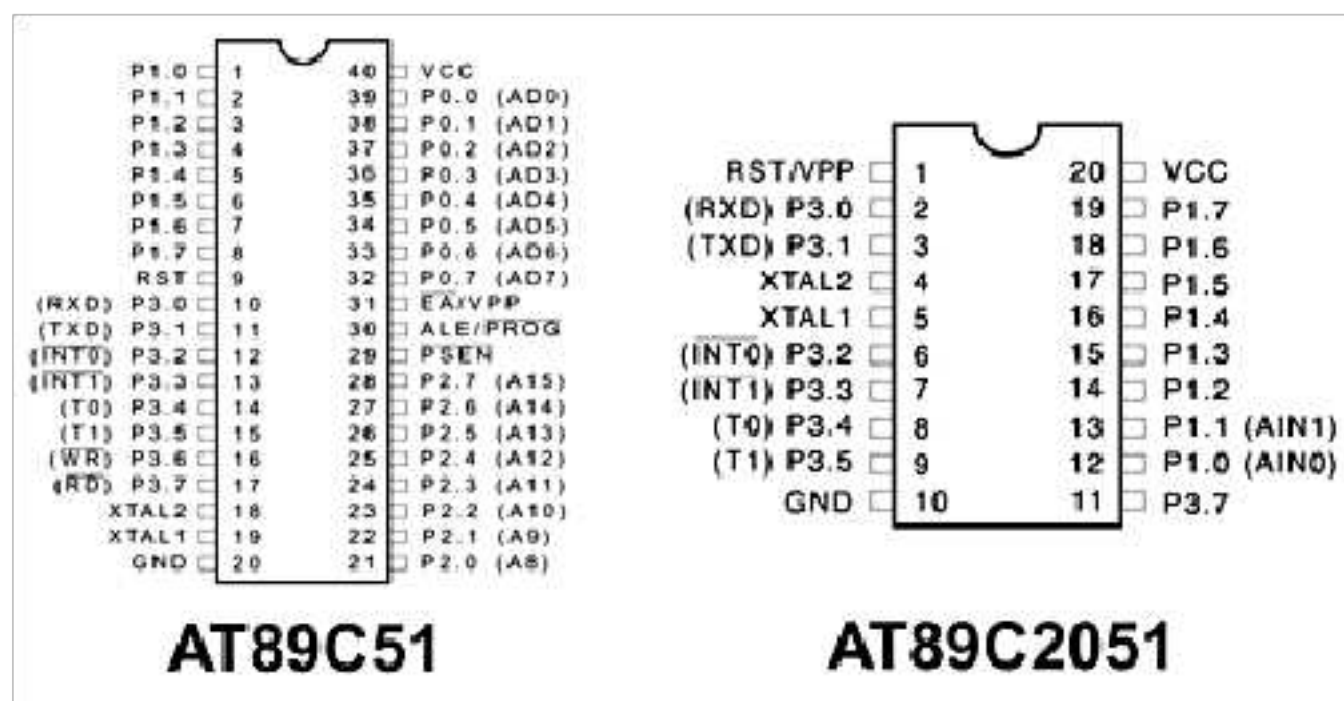 P1.0 1 40 VCC
P1.1 2 39 P0.0 (AD0)
P1.2 3 38 P0.1 (AD1)
P1.3 4 37 P0.2 (AD2)
P1.4 5 36 P0.3 (AD3)
P1.5 6 35 P0.4 (AD4)
P1.6 7 34 P0.5 (AD5)
P1.7 8 33 P0.6 (AD6)
RST 9 32 P0.7 (AD7)
(RXD) P3.0 10 31 EA/VPP
(TXD) P3.1 11 30 ALE/PROG
(INT0) P3.2 12 29 PSEN
(INT1) P3.3 13 28 P2.7 (A15)
(T0) P3.4 14 27 P2.6 (A14)
(T1) P3.5 15 26 P2.5 (A13)
(WR) P3.6 16 25 P2.4 (A12)
(RD) P3.7 17 24 P2.3 (A11)
XTAL2 18 23 P2.2 (A10)
XTAL1 19 22 P2.1 (A9)
GND 20 21 P2.0 (A8)
AT89C51
RST/VPP 1 20 VCC
(RXD) P3.0 2 19 P1.7
(TXD) P3.1 3 18 P1.6
XTAL2 4 17 P1.5
XTAL1 5 16 P1.4
(INT0) P3.2 6 15 P1.3
(INT1) P3.3 7 14 P1.2
(T0) P3.4 8 13 P1.1 (AIN1)
(T1) P3.5 9 12 P1.0 (AIN0)
GND 10 11 P3.7
AT89C2051